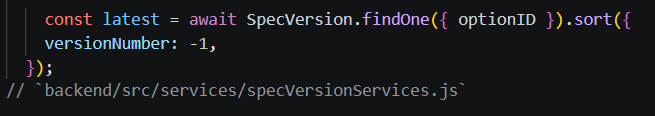 const latest = await SpecVersion.findOne({ optionID }).sort({
versionNumber: -1,
});
// `backend/src/services/specVersionServices.js`